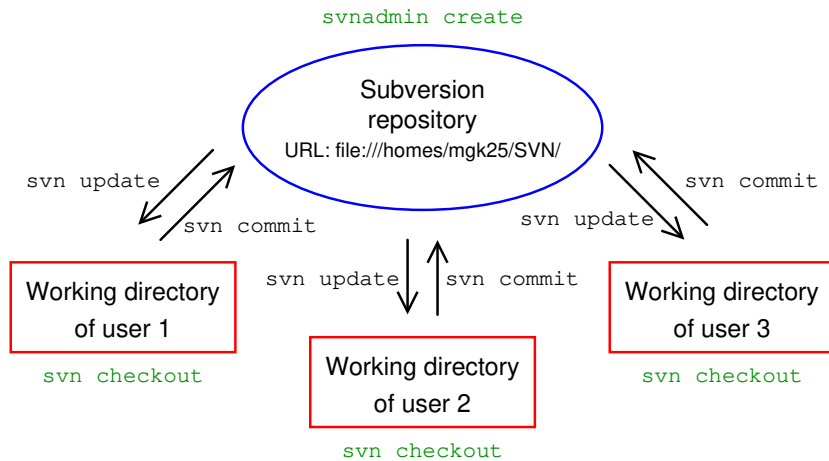 svnadmin create
Subversion
repository
URL: file:///homes/mgk25/SVN/
svn update
svn commit
svn commit
svn update
svn update
svn commit
Working directory
of user 1
svn checkout
Working directory
of user 2
svn checkout
Working directory
of user 3
svn checkout